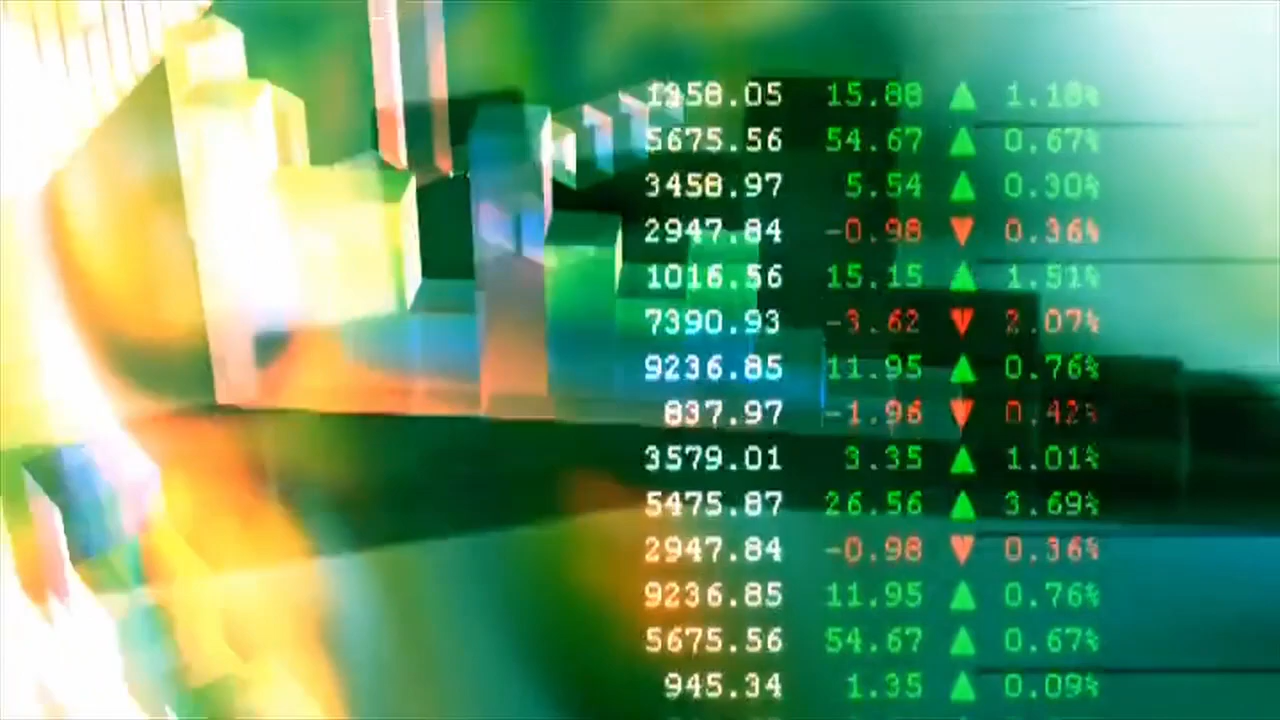 1358.05 15.88 ▲ 1.18%
5675.56 54.67 ▲ 0.67%
3458.97 5.54 ▲ 0.30%
2947.84 -0.98 ▼ 0.36%
1016.56 15.15 ▲ 1.51%
7390.93 -3.62 ▼ 2.07%
9236.85 11.95 ▲ 0.76%
837.97 -1.96 ▼ 0.42%
3579.01 3.35 ▲ 1.01%
5475.87 26.56 ▲ 3.69%
2947.84 -0.98 ▼ 0.36%
9236.85 11.95 ▲ 0.76%
5675.56 54.67 ▲ 0.67%
945.34 1.35 ▲ 0.09%